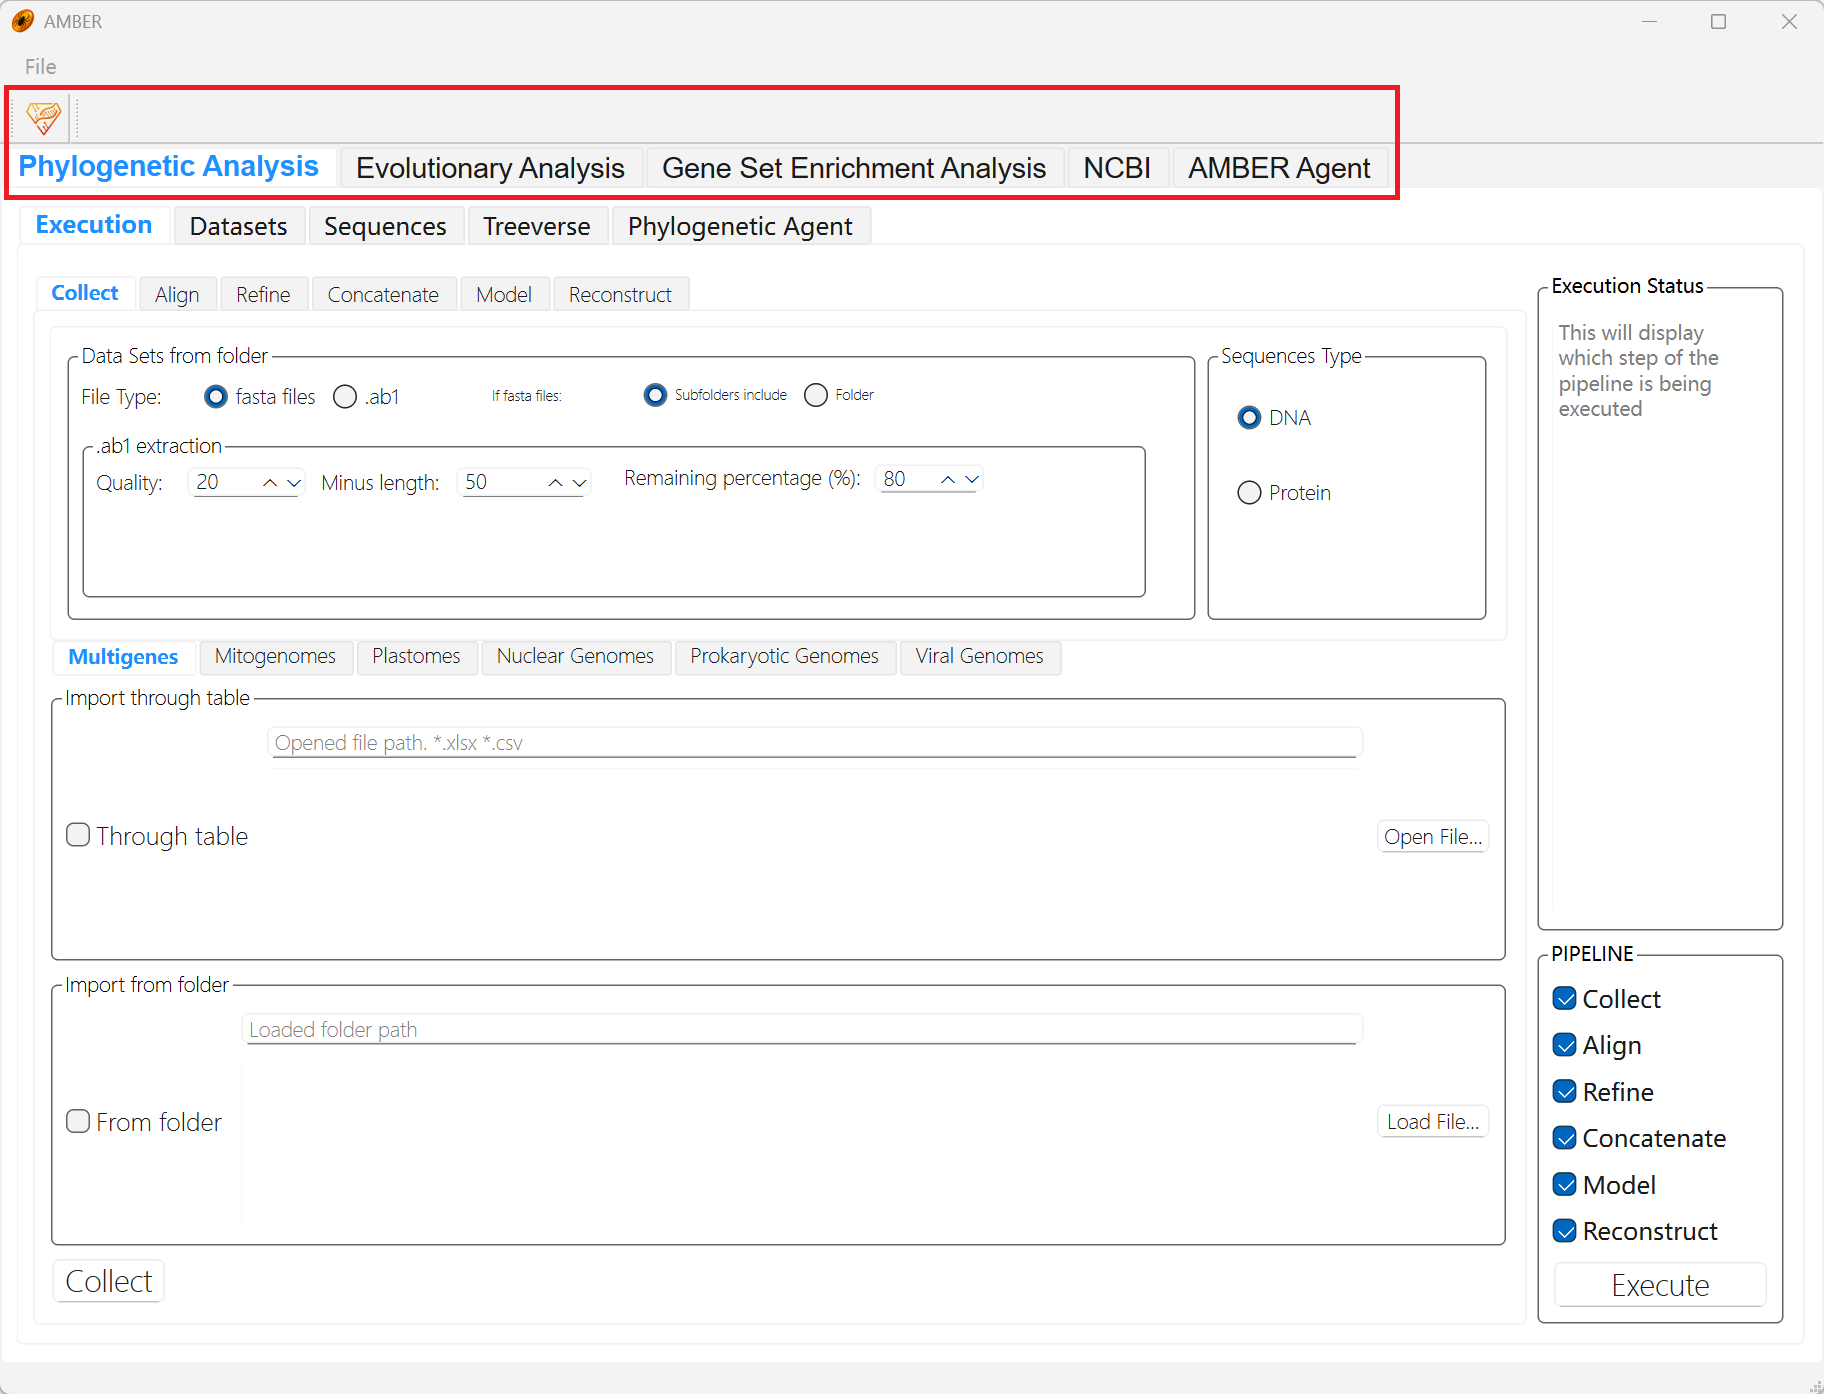 AMBER
File
Phylogenetic Analysis Evolutionary Analysis Gene Set Enrichment Analysis NCBI AMBER Agent
Execution Datasets Sequences Treeverse Phylogenetic Agent
Collect Align Refine Concatenate Model Reconstruct
Data Sets from folder
File Type: fasta files .ab1 If fasta files: Subfolders include Folder
.ab1 extraction
Quality: 20 Minus length: 50 Remaining percentage (%): 80
Sequences Type
DNA
Protein
Multigenes Mitogenomes Plastomes Nuclear Genomes Prokaryotic Genomes Viral Genomes
Import through table
Opened file path. *.xlsx *.csv
Through table
Open File...
Import from folder
Loaded folder path
From folder
Load File...
Collect
Execution Status
This will display
which step of the
pipeline is being
executed
PIPELINE
Collect
Align
Refine
Concatenate
Model
Reconstruct
Execute